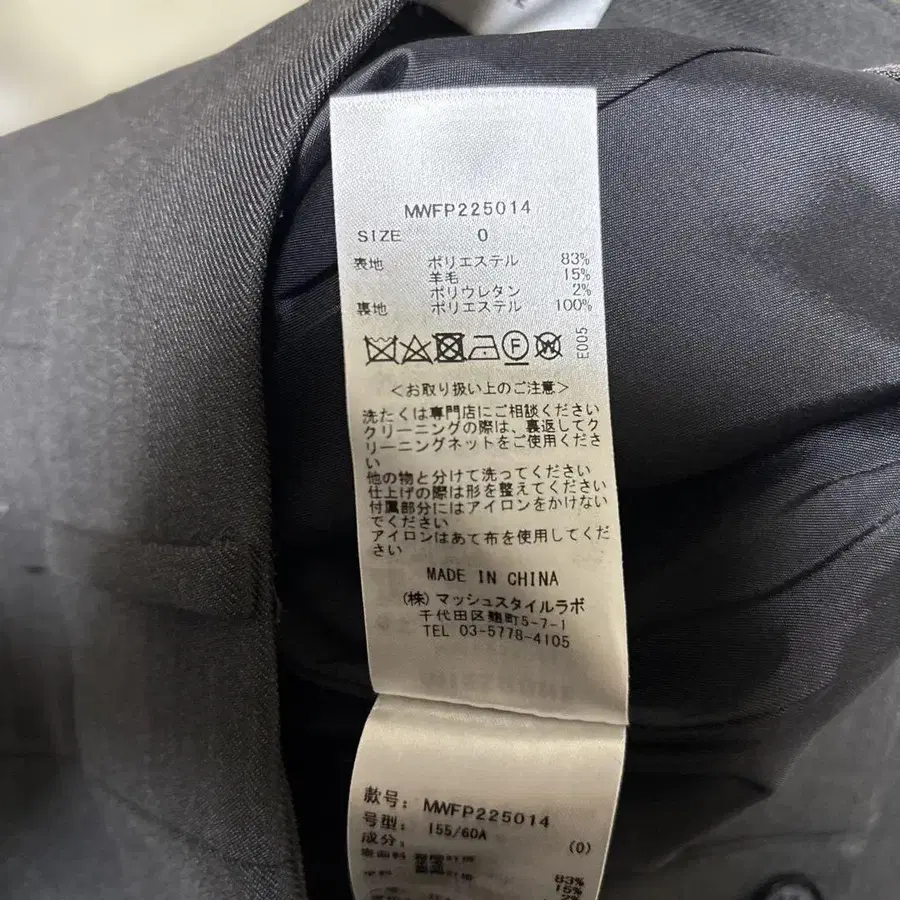 MWFP225014
SIZE 0
表地 ポリエステル 83%
羊毛 15%
ポリウレタン 2%
裏地 ポリエステル 100%
F W E005
＜お取り扱い上のご注意＞
洗たくは専門店にご相談ください
クリーニングの際は、裏返してク
リーニングネットをご使用くださ
い
他の物と分けて洗ってください
仕上げの際は形を整えてください
付属部分にはアイロンをかけない
でください
アイロンはあて布を使用してくだ
さい
MADE IN CHINA
(株)マッシュスタイルラボ
千代田区麹町5-7-1
TEL 03-5778-4105
款号: MWFP225014
号型: 155/60A (0)
成分:
83%
15%
2%